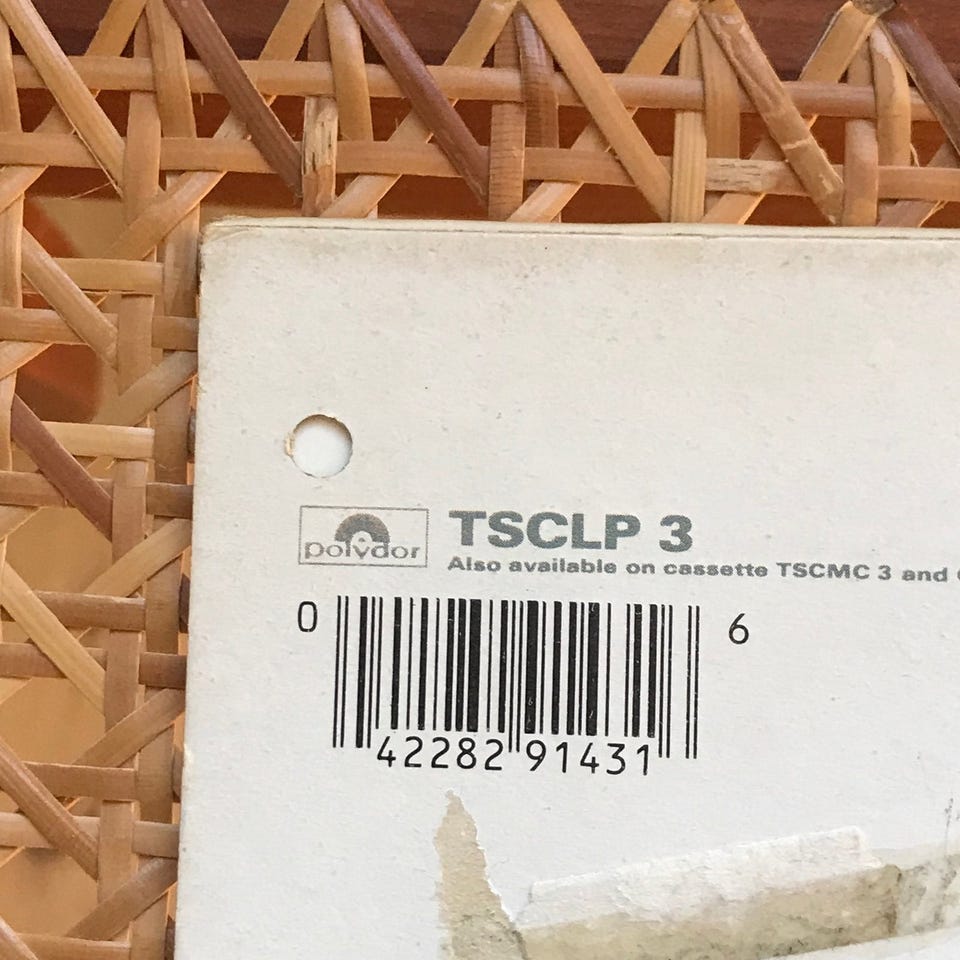 polydor
TSCLP 3
Also available on cassette TSCMC 3 and
0
6
42282 91431